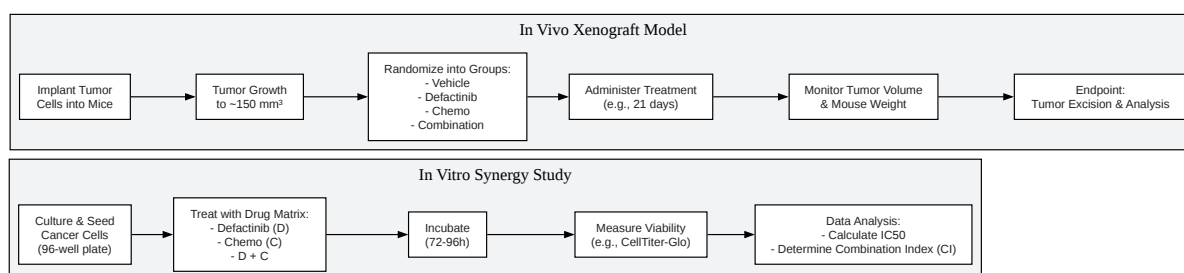 In Vivo Xenograft Model
Implant Tumor
Cells into Mice
Tumor Growth
to ~150 mm³
Randomize into Groups:
- Vehicle
- Defactinib
- Chemo
- Combination
Administer Treatment
(e.g., 21 days)
Monitor Tumor Volume
& Mouse Weight
Endpoint:
Tumor Excision & Analysis
In Vitro Synergy Study
Culture & Seed
Cancer Cells
(96-well plate)
Treat with Drug Matrix:
- Defactinib (D)
- Chemo (C)
- D + C
Incubate
(72-96h)
Measure Viability
(e.g., CellTiter-Glo)
Data Analysis:
- Calculate IC50
- Determine Combination Index (CI)